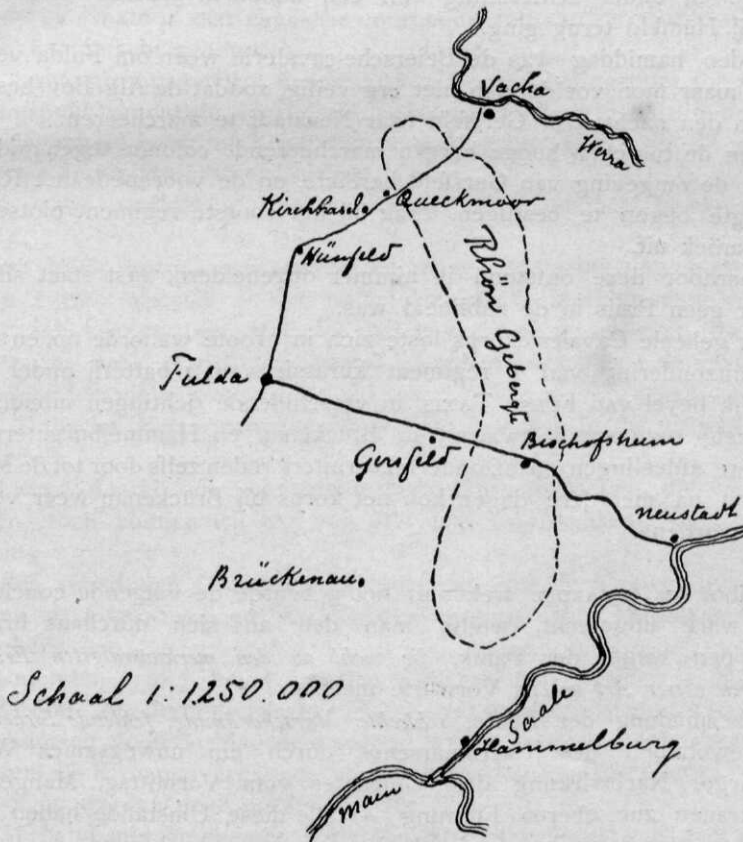 Vacha
Werra
Kirchhasel
Queckmoor
Hünfeld
Rhön Gebergte
Fulda
Gersfeld
Bischofsheim
Neustadt
Brückenau
Schaal 1:1250.000
Saale
Hammelburg
Main